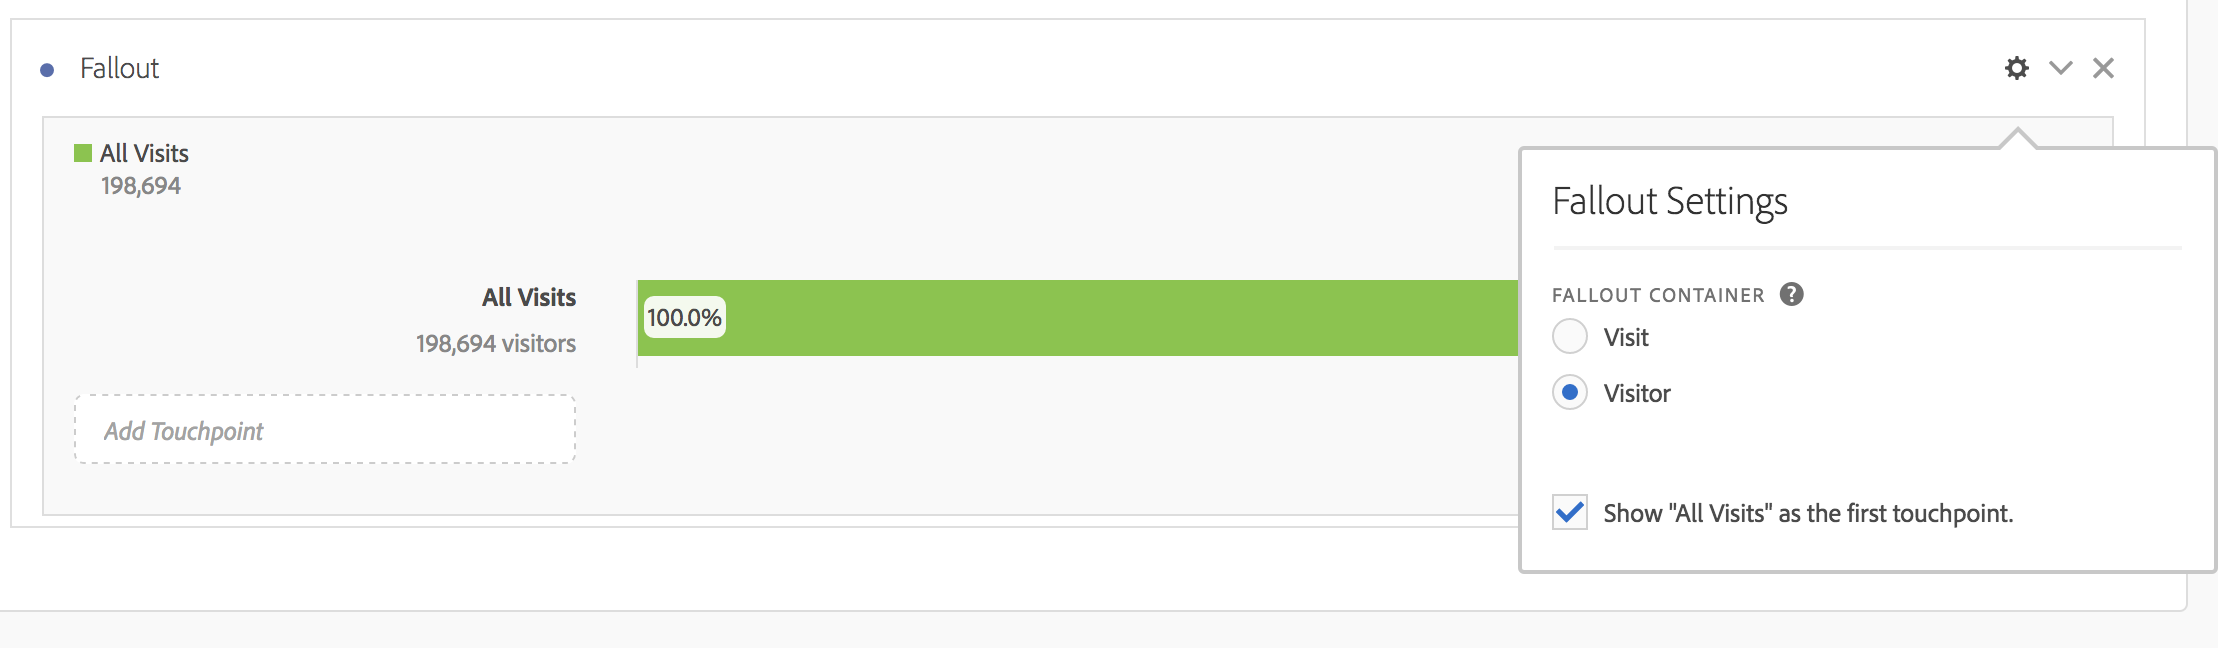 Fallout
All Visits
198,694
All Visits
198,694 visitors
100.0%
Add Touchpoint
Fallout Settings
FALLOUT CONTAINER ?
Visit
Visitor
Show "All Visits" as the first touchpoint.